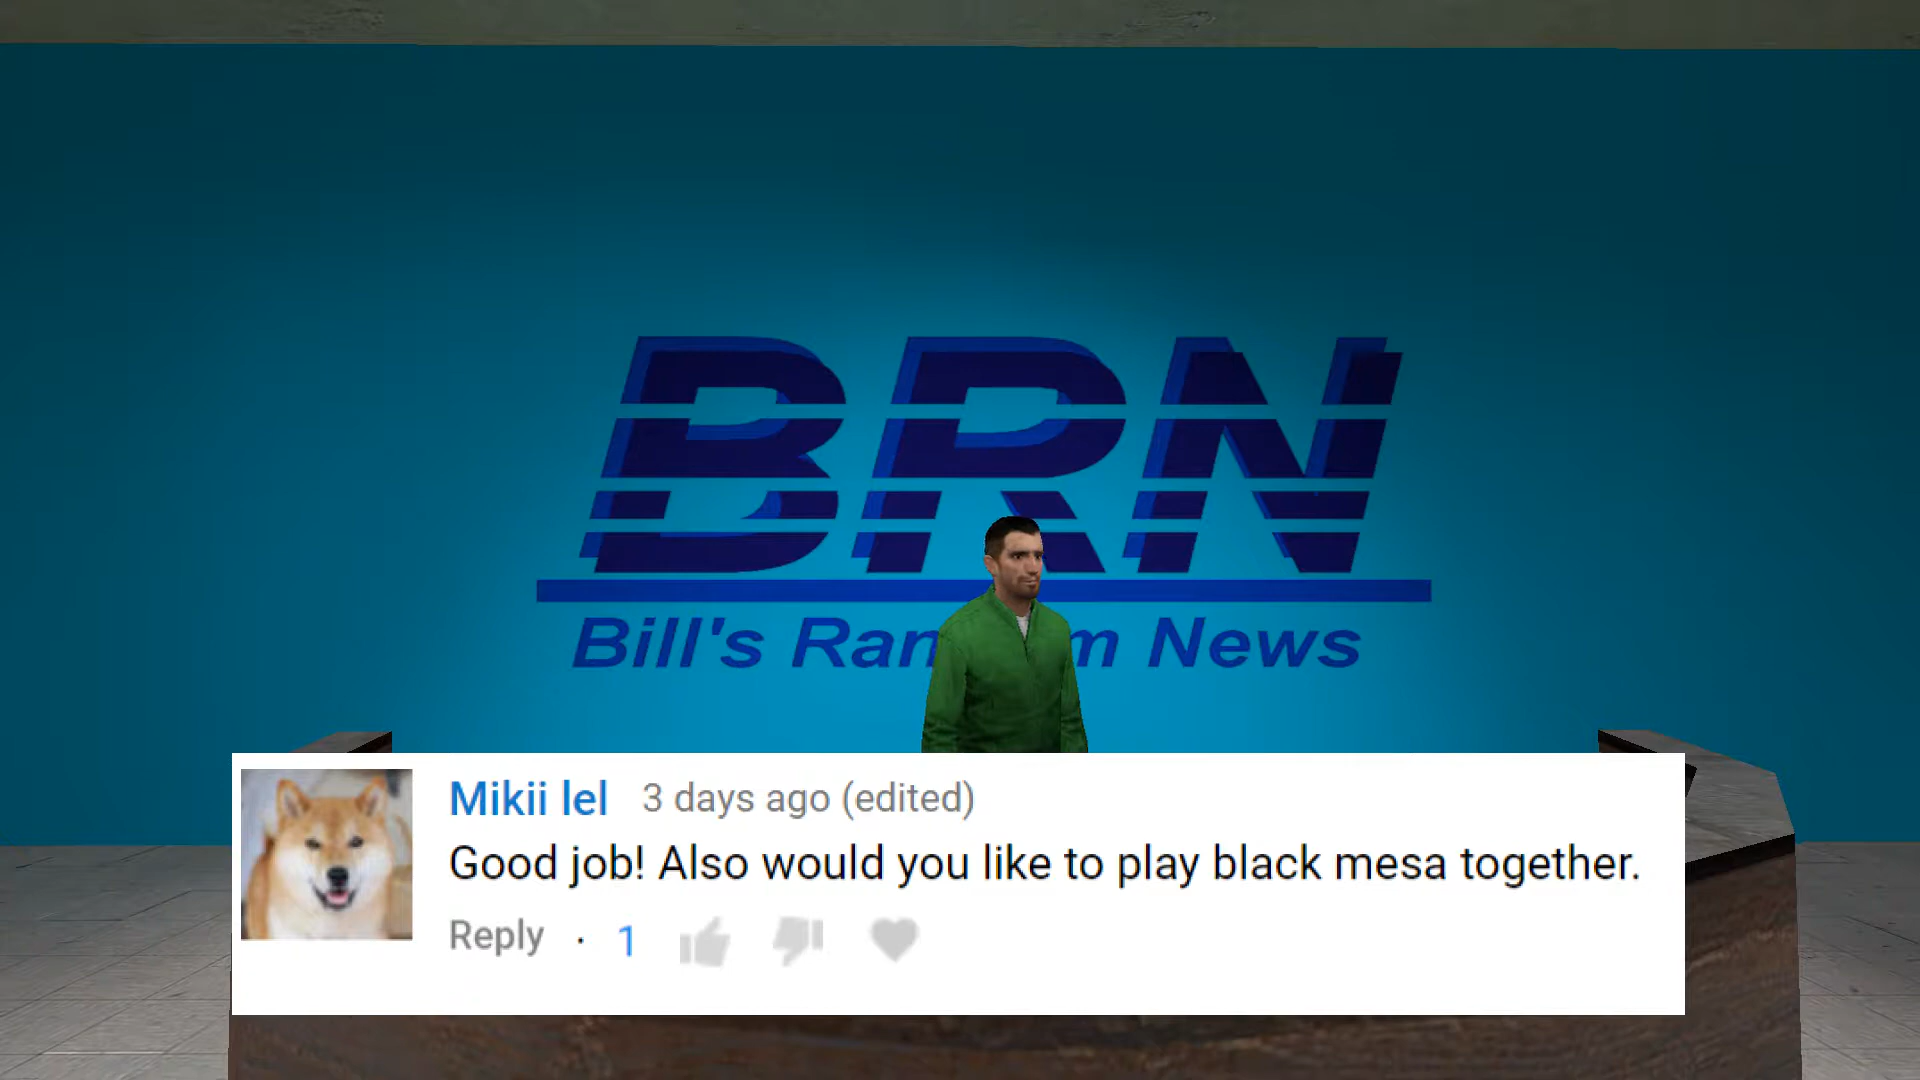 BRN
Bill's Ran m News
Mikii lel 3 days ago (edited)
Good job! Also would you like to play black mesa together.
Reply · 1